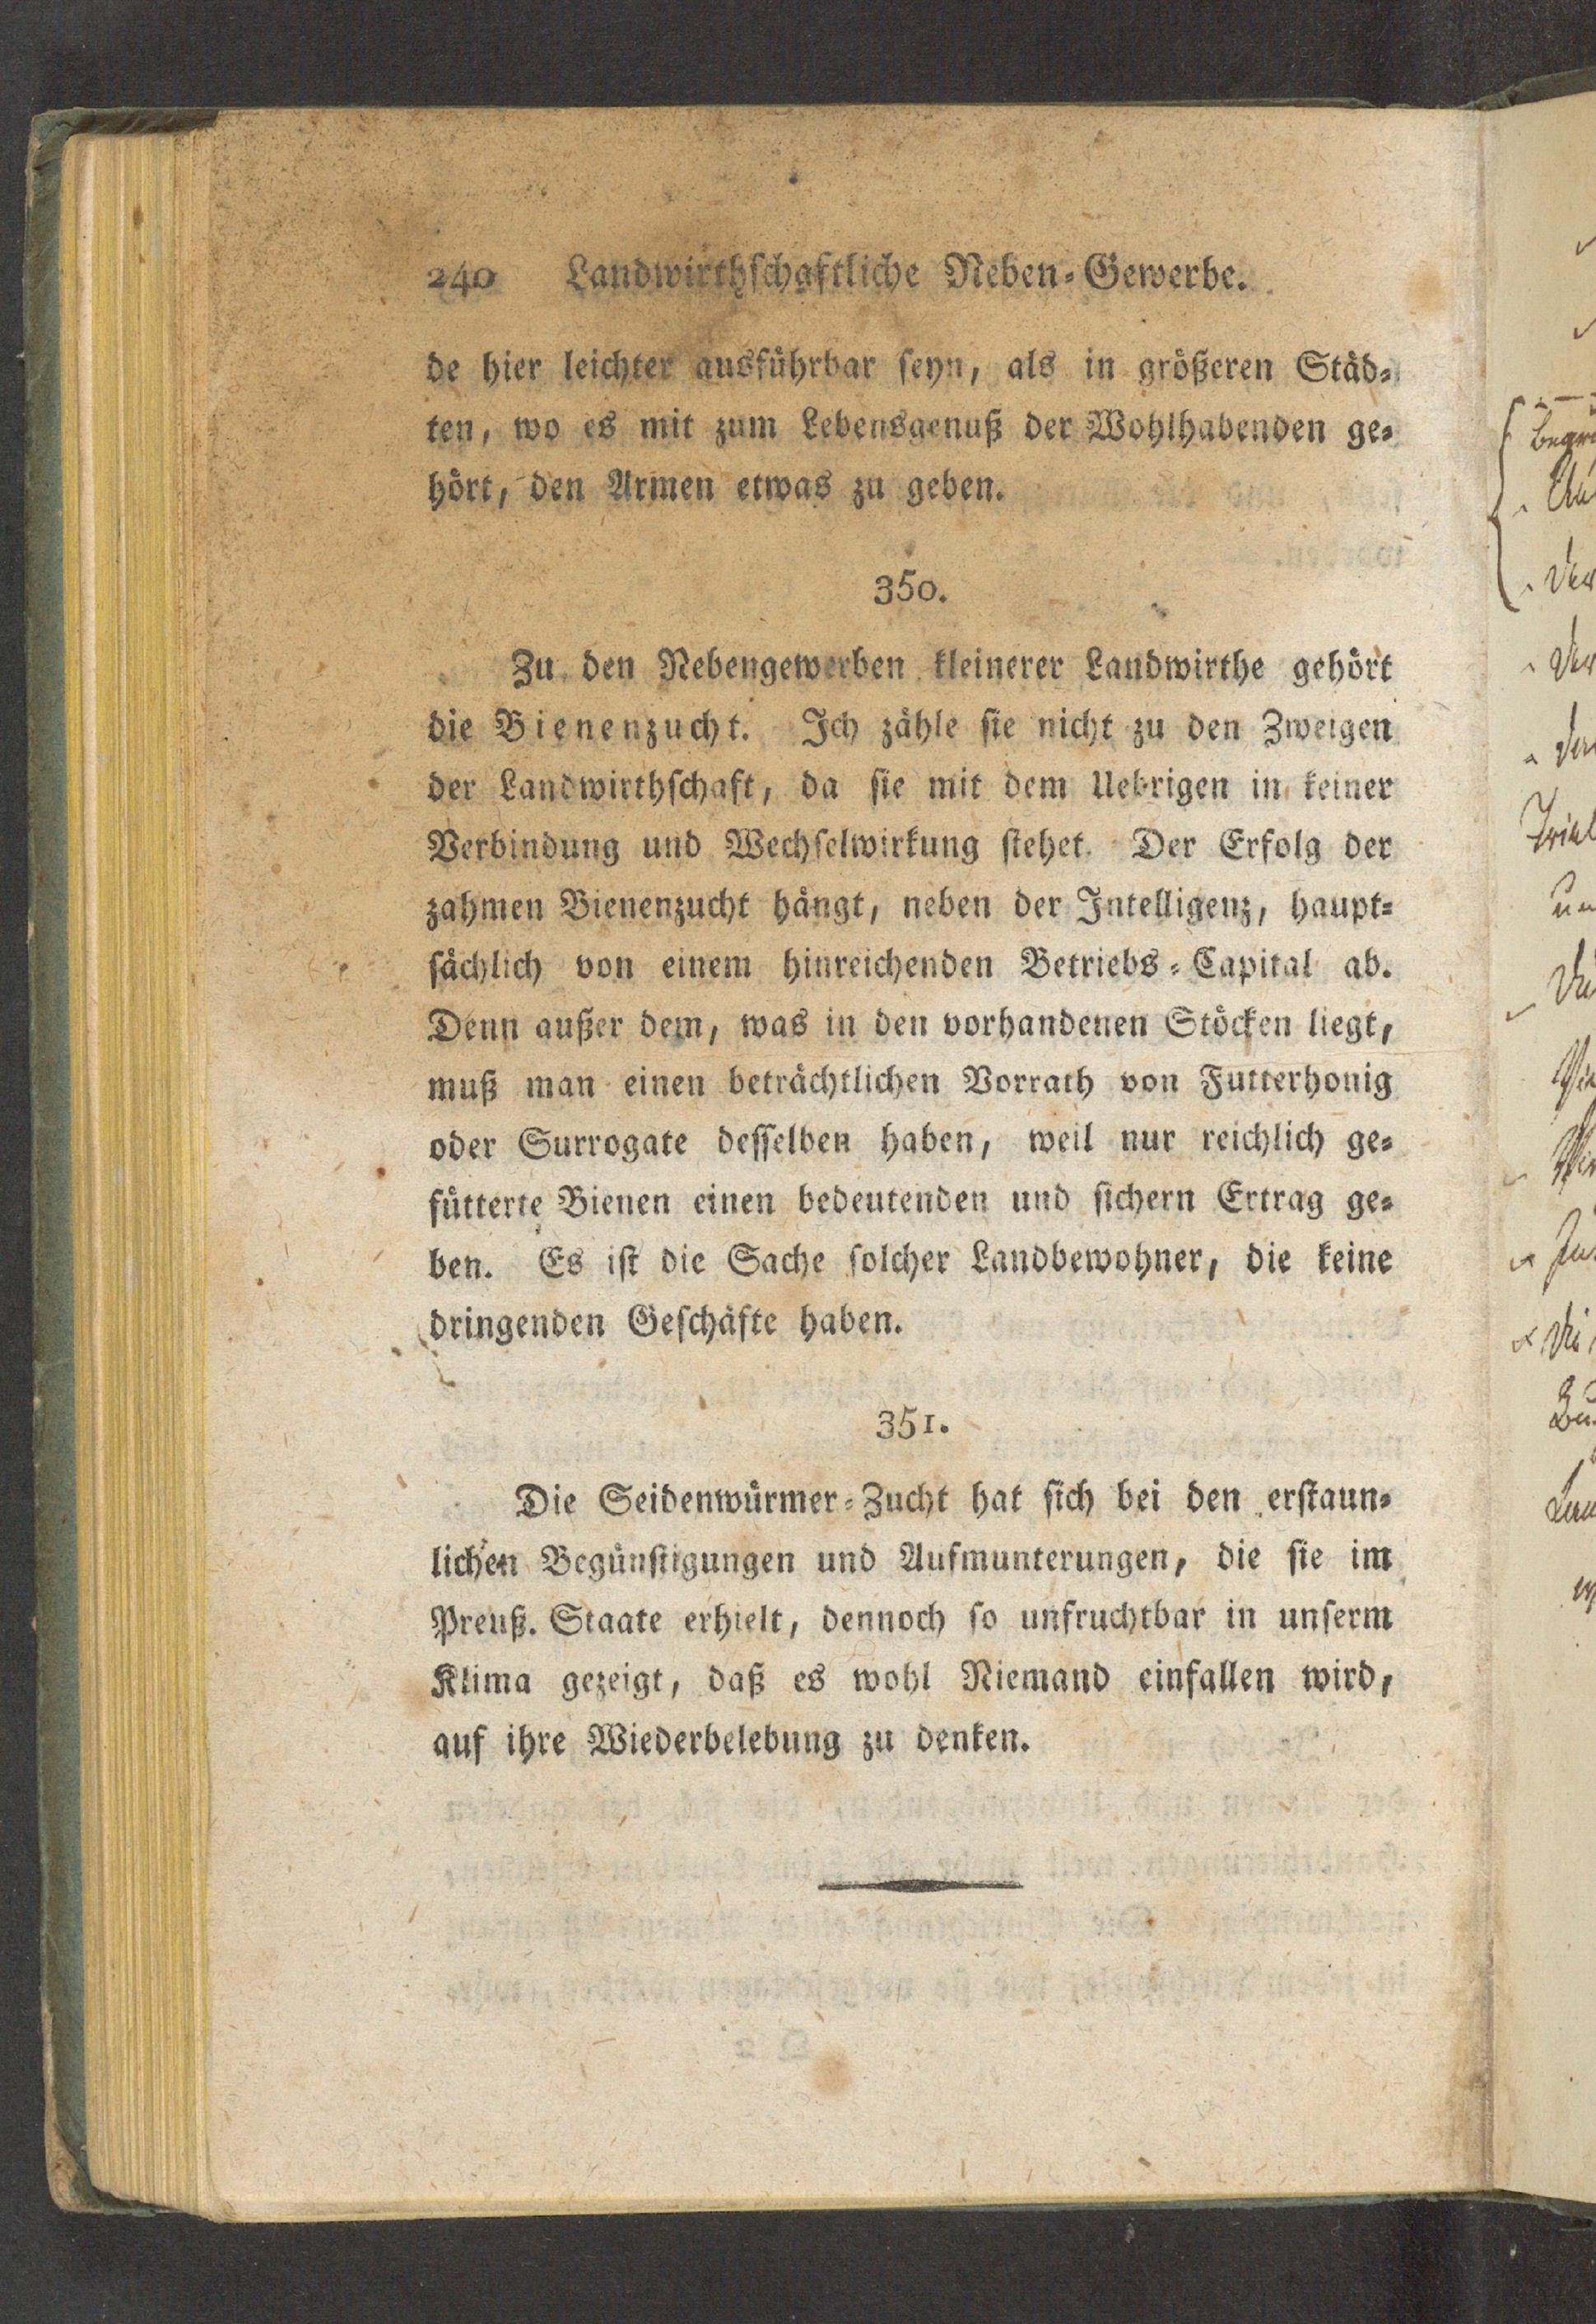 240 Landwirthschaftliche Neben-Gewerbe.
de hier leichter ausführbar seyn, als in größeren Städ-
ten, wo es mit zum Lebensgenuß der Wohlhabenden ge-
hört, den Armen etwas zu geben.
350.
Zu den Nebengewerben kleinerer Landwirthe gehört
die Bienenzucht. Ich zähle sie nicht zu den Zweigen
der Landwirthschaft, da sie mit dem Uebrigen in keiner
Verbindung und Wechselwirkung stehet. Der Erfolg der
zahmen Bienenzucht hängt, neben der Intelligenz, haupt-
sächlich von einem hinreichenden Betriebs-Capital ab.
Denn außer dem, was in den vorhandenen Stöcken liegt,
muß man einen beträchtlichen Vorrath von Futterhonig
oder Surrogate desselben haben, weil nur reichlich ge-
fütterte Bienen einen bedeutenden und sichern Ertrag ge-
ben. Es ist die Sache solcher Landbewohner, die keine
dringenden Geschäfte haben.
351.
Die Seidenwürmer-Zucht hat sich bei den erstaun-
lichen Begünstigungen und Aufmunterungen, die sie im
Preuß. Staate erhielt, dennoch so unfruchtbar in unserm
Klima gezeigt, daß es wohl Niemand einfallen wird,
auf ihre Wiederbelebung zu denken.